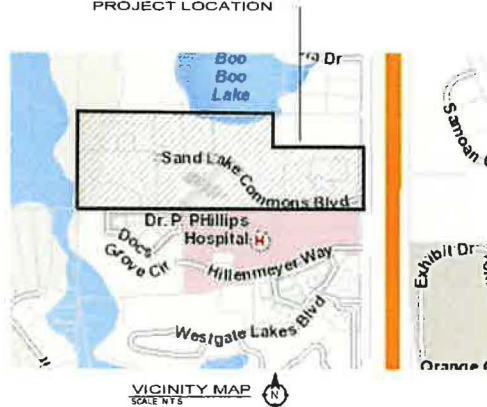 PROJECT LOCATION
Boo
Boo
Lake
Dr
Sand Lake
Commons Blvd
Dr. P. PHillips
Hospital
H
Docs
Grove Cir
Hillenmeyer Way
Westgate Lakes Blvd
Samoan
Exhibit Dr
Orange
VICINITY MAP
SCALE NTS
N